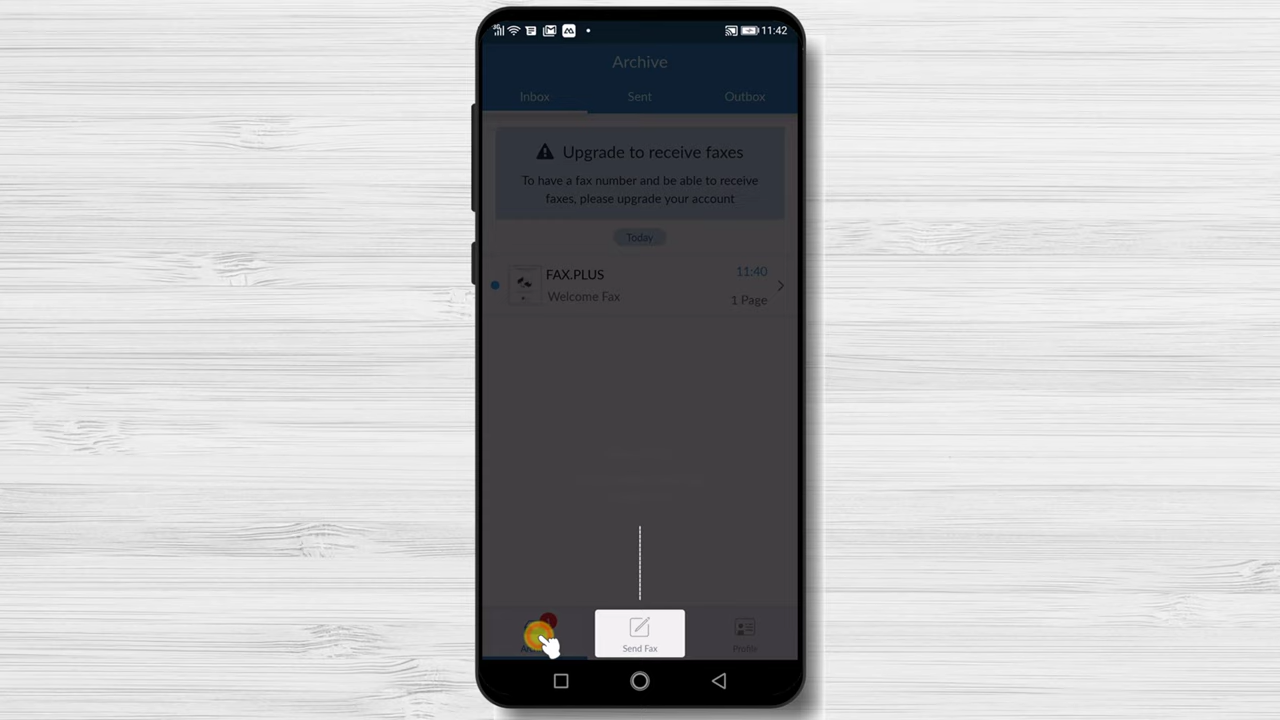 3G
11:42
Archive
Inbox
Sent
Outbox
Upgrade to receive faxes
To have a fax number and be able to receive
faxes, please upgrade your account
Today
FAX.PLUS
11:40
Welcome Fax
1 Page
Send Fax
Profile